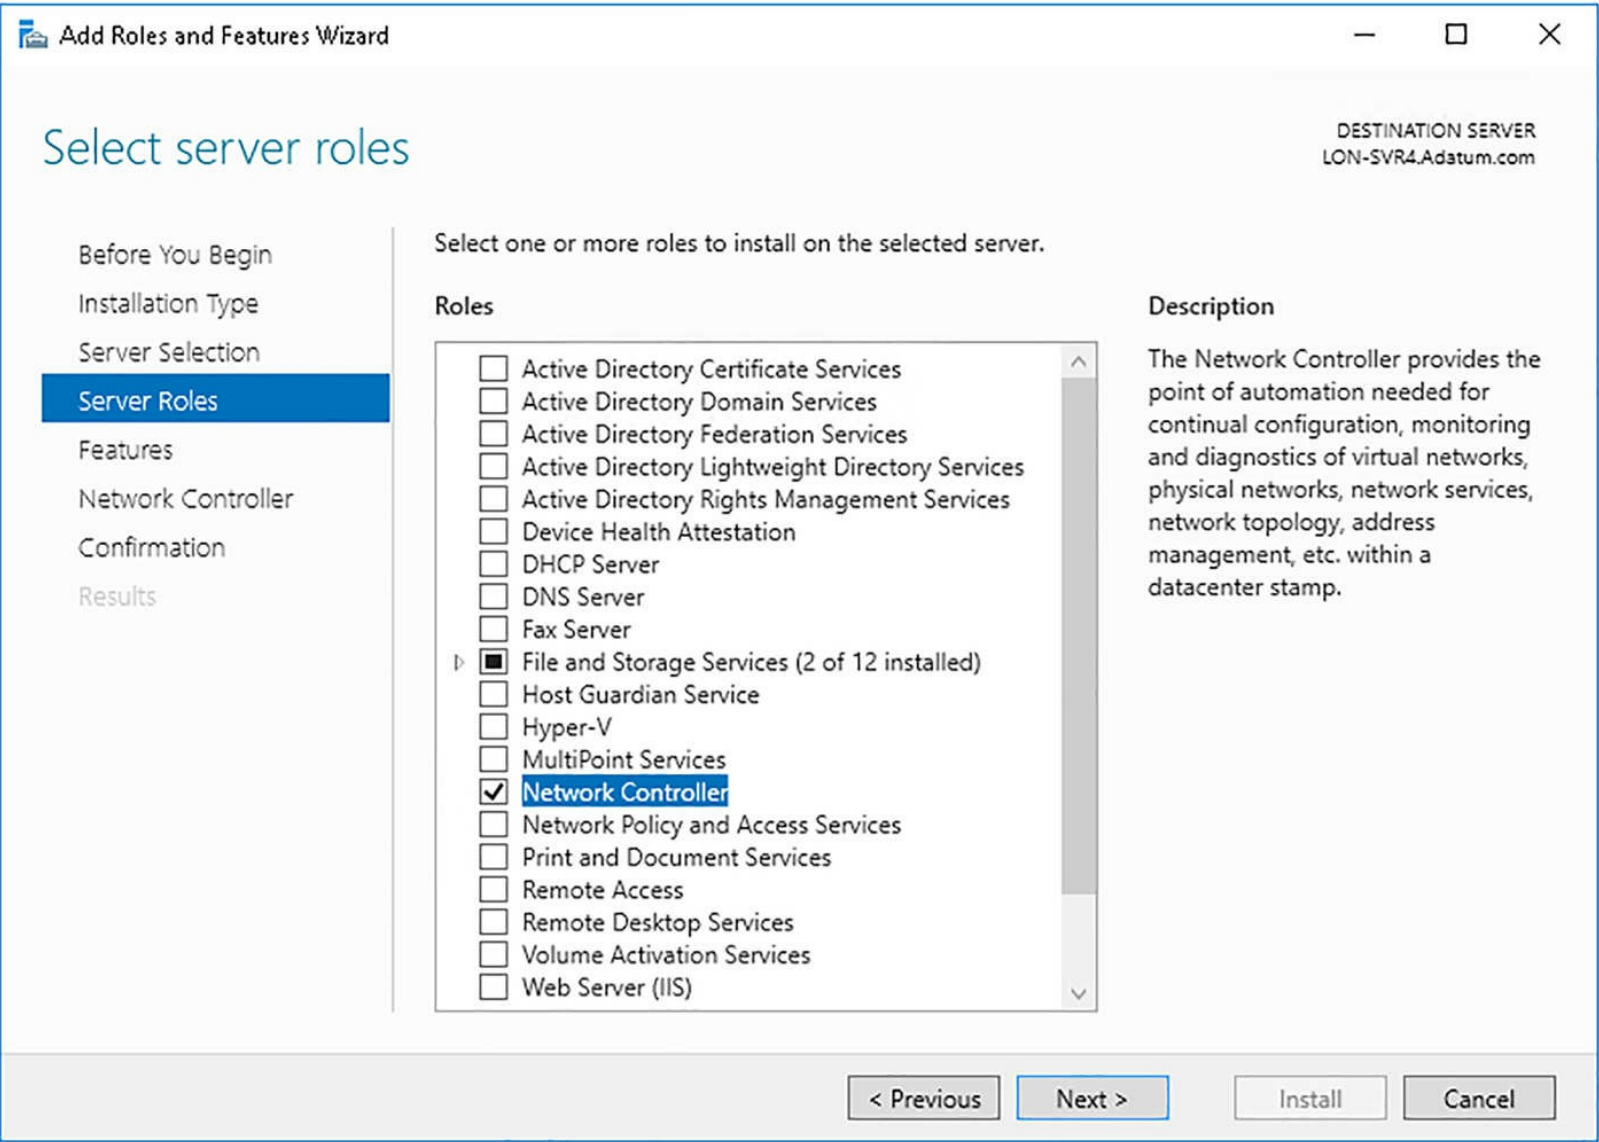 Add Roles and Features Wizard
Select server roles
DESTINATION SERVER
LON-SVR4.Adatum.com
Before You Begin
Installation Type
Server Selection
Server Roles
Features
Network Controller
Confirmation
Results
Select one or more roles to install on the selected server.
Roles
Active Directory Certificate Services
Active Directory Domain Services
Active Directory Federation Services
Active Directory Lightweight Directory Services
Active Directory Rights Management Services
Device Health Attestation
DHCP Server
DNS Server
Fax Server
File and Storage Services (2 of 12 installed)
Host Guardian Service
Hyper-V
MultiPoint Services
Network Controller
Network Policy and Access Services
Print and Document Services
Remote Access
Remote Desktop Services
Volume Activation Services
Web Server (IIS)
Description
The Network Controller provides the
point of automation needed for
continual configuration, monitoring
and diagnostics of virtual networks,
physical networks, network services,
network topology, address
management, etc. within a
datacenter stamp.
< Previous
Next >
Install
Cancel